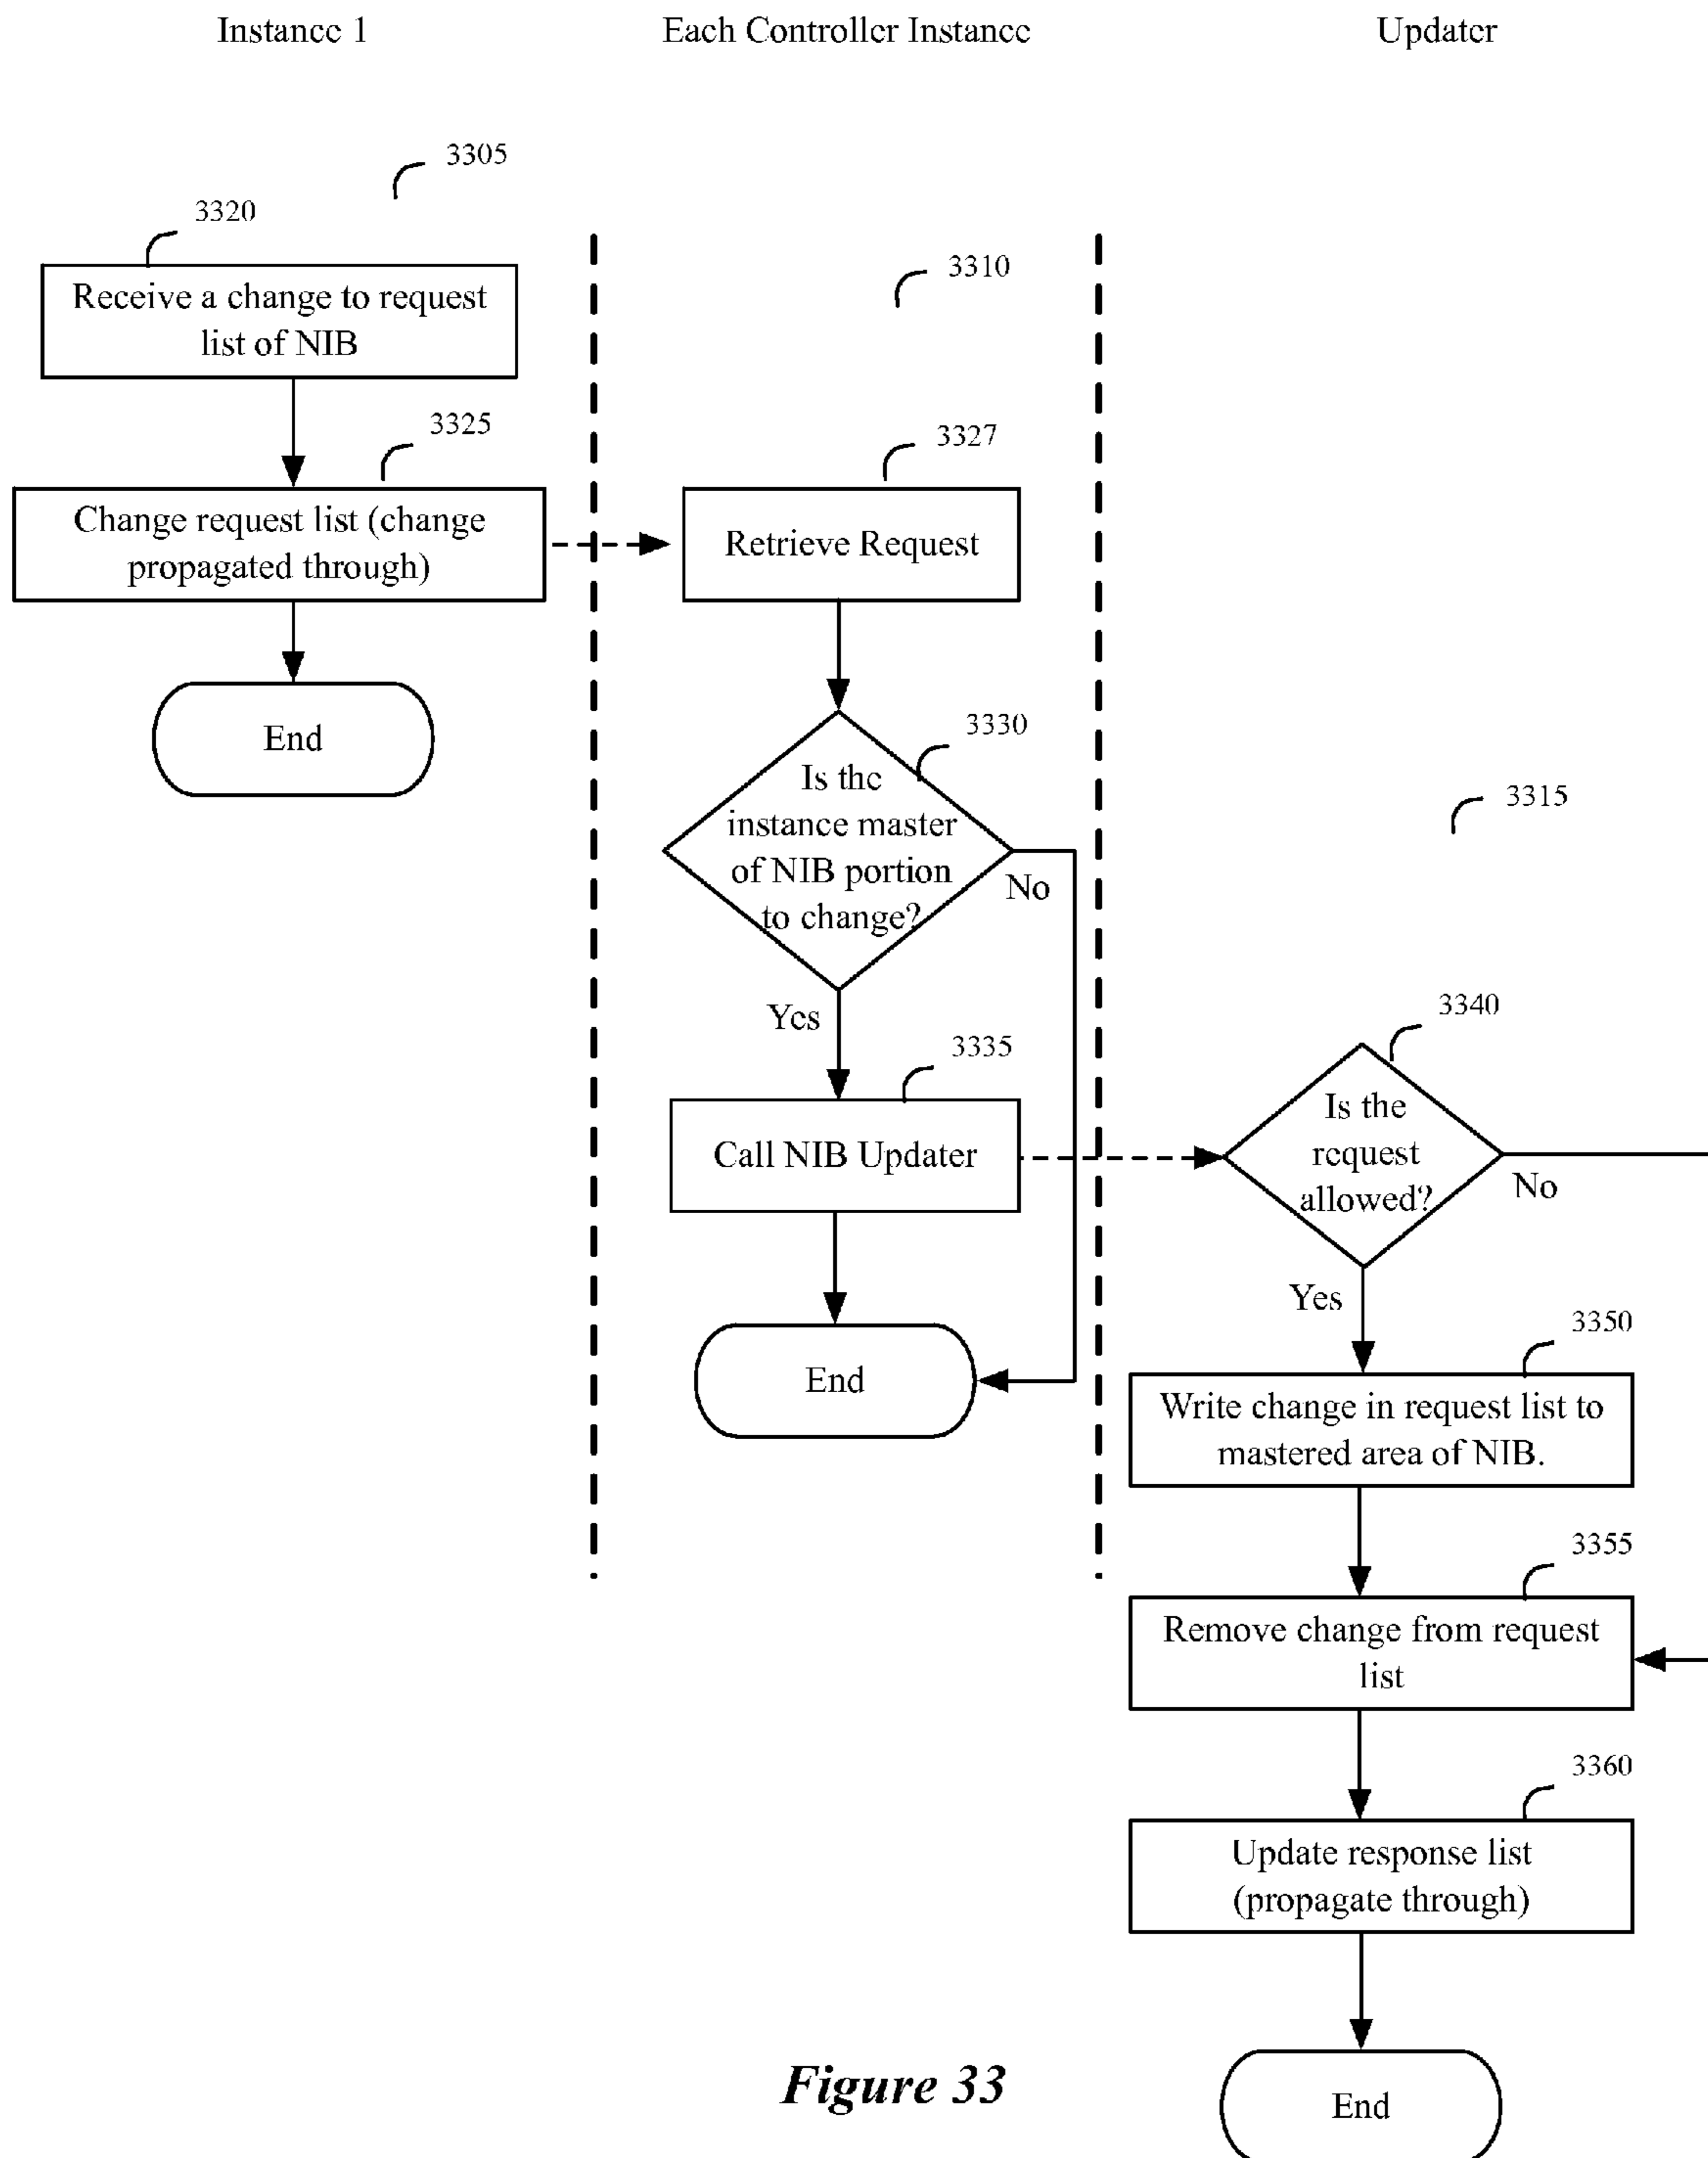 Instance 1
Each Controller Instance
Updater
3305
3320
Receive a change to request
list of NIB
3310
3325
Change request list (change
propagated through)
3327
Retrieve Request
End
3330
Is the
instance master
of NIB portion
to change?
No
Yes
3335
Call NIB Updater
End
3315
3340
Is the
request
allowed?
No
Yes
3350
Write change in request list to
mastered area of NIB.
3355
Remove change from request
list
3360
Update response list
(propagate through)
End
Figure 33